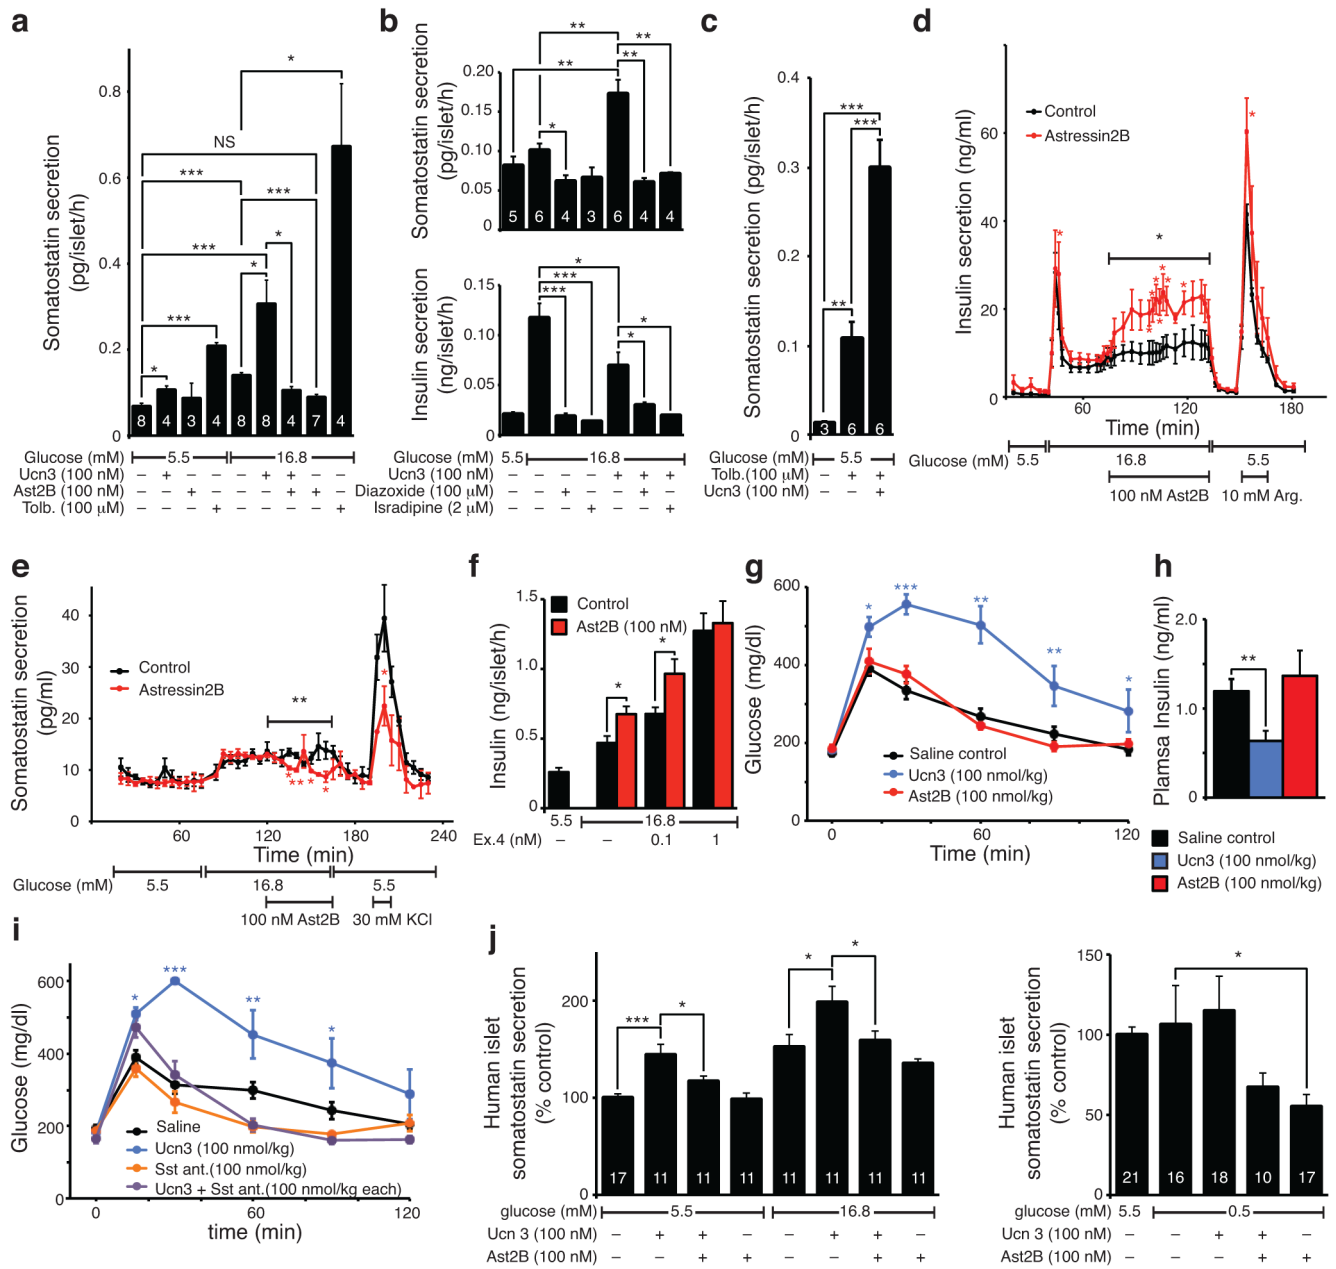 a
Somatostatin secretion
(pg/islet/h)
0.8
0.6
0.4
0.2
0
*
NS
***
***
***
*
*
***
*
8 4 3 4 8 8 4 7 4
Glucose (mM) 5.5 16.8
Ucn3 (100 nM) – + – – – + + – –
Ast2B (100 nM) – – + – – – + + –
Tolb. (100 μM) – – – + – – – – +
b
Somatostatin secretion
(pg/islet/h)
0.20
0.15
0.10
0.05
0
**
**
**
**
*
5 6 4 3 6 4 4
Insulin secretion
(ng/islet/h)
0.15
0.10
0.05
0
*
***
***
*
*
Glucose (mM) 5.5 16.8
Ucn3 (100 nM) – – – – + + +
Diazoxide (100 μM) – – + – – + –
Isradipine (2 μM) – – – + – – +
c
Somatostatin secretion (pg/islet/h)
0.4
0.3
0.2
0.1
0
***
***
**
3 6 6
Glucose (mM) 5.5
Tolb.(100 μM) – + +
Ucn3 (100 nM) – – +
d
Insulin secretion (ng/ml)
60
40
20
0
Control
Astressin2B
*
*
*
60 120 180
Time (min)
Glucose (mM) 5.5 16.8 5.5
100 nM Ast2B 10 mM Arg.
e
Somatostatin secretion
(pg/ml)
40
30
20
10
0
Control
Astressin2B
**
*
** *
*
60 120 180 240
Time (min)
Glucose (mM) 5.5 16.8 5.5
100 nM Ast2B 30 mM KCl
f
Insulin (ng/islet/h)
1.5
1.0
0.5
0
Control
Ast2B (100 nM)
*
*
5.5 16.8
Ex.4 (nM) – – 0.1 1
g
Glucose (mg/dl)
600
400
200
0
* *** ** ** *
Saline control
Ucn3 (100 nmol/kg)
Ast2B (100 nmol/kg)
0 60 120
Time (min)
h
Plamsa Insulin (ng/ml)
2.0
1.0
0
**
Saline control
Ucn3 (100 nmol/kg)
Ast2B (100 nmol/kg)
i
Glucose (mg/dl)
600
400
200
0
* *** ** *
Saline
Ucn3 (100 nmol/kg)
Sst ant.(100 nmol/kg)
Ucn3 + Sst ant.(100 nmol/kg each)
0 60 120
time (min)
j
Human islet
somatostatin secretion
(% control)
200
100
0
***
*
*
*
17 11 11 11 11 11 11 11
glucose (mM) 5.5 16.8
Ucn 3 (100 nM) – + + – – + + –
Ast2B (100 nM) – – + + – – + +
Human islet
somatostatin secretion
(% control)
150
100
50
0
*
21 16 18 10 17
glucose (mM) 5.5 0.5
Ucn 3 (100 nM) – – + + –
Ast2B (100 nM) – – – + +